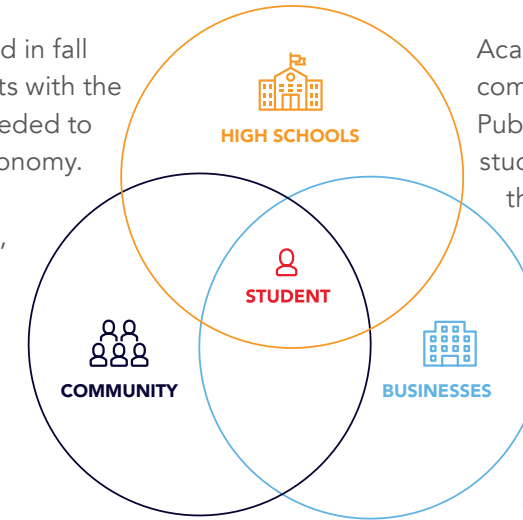 d in fall
ts with the
eded to
onomy.
,
Aca
com
Pub
stud
th
HIGH SCHOOLS
STUDENT
COMMUNITY
BUSINESSES